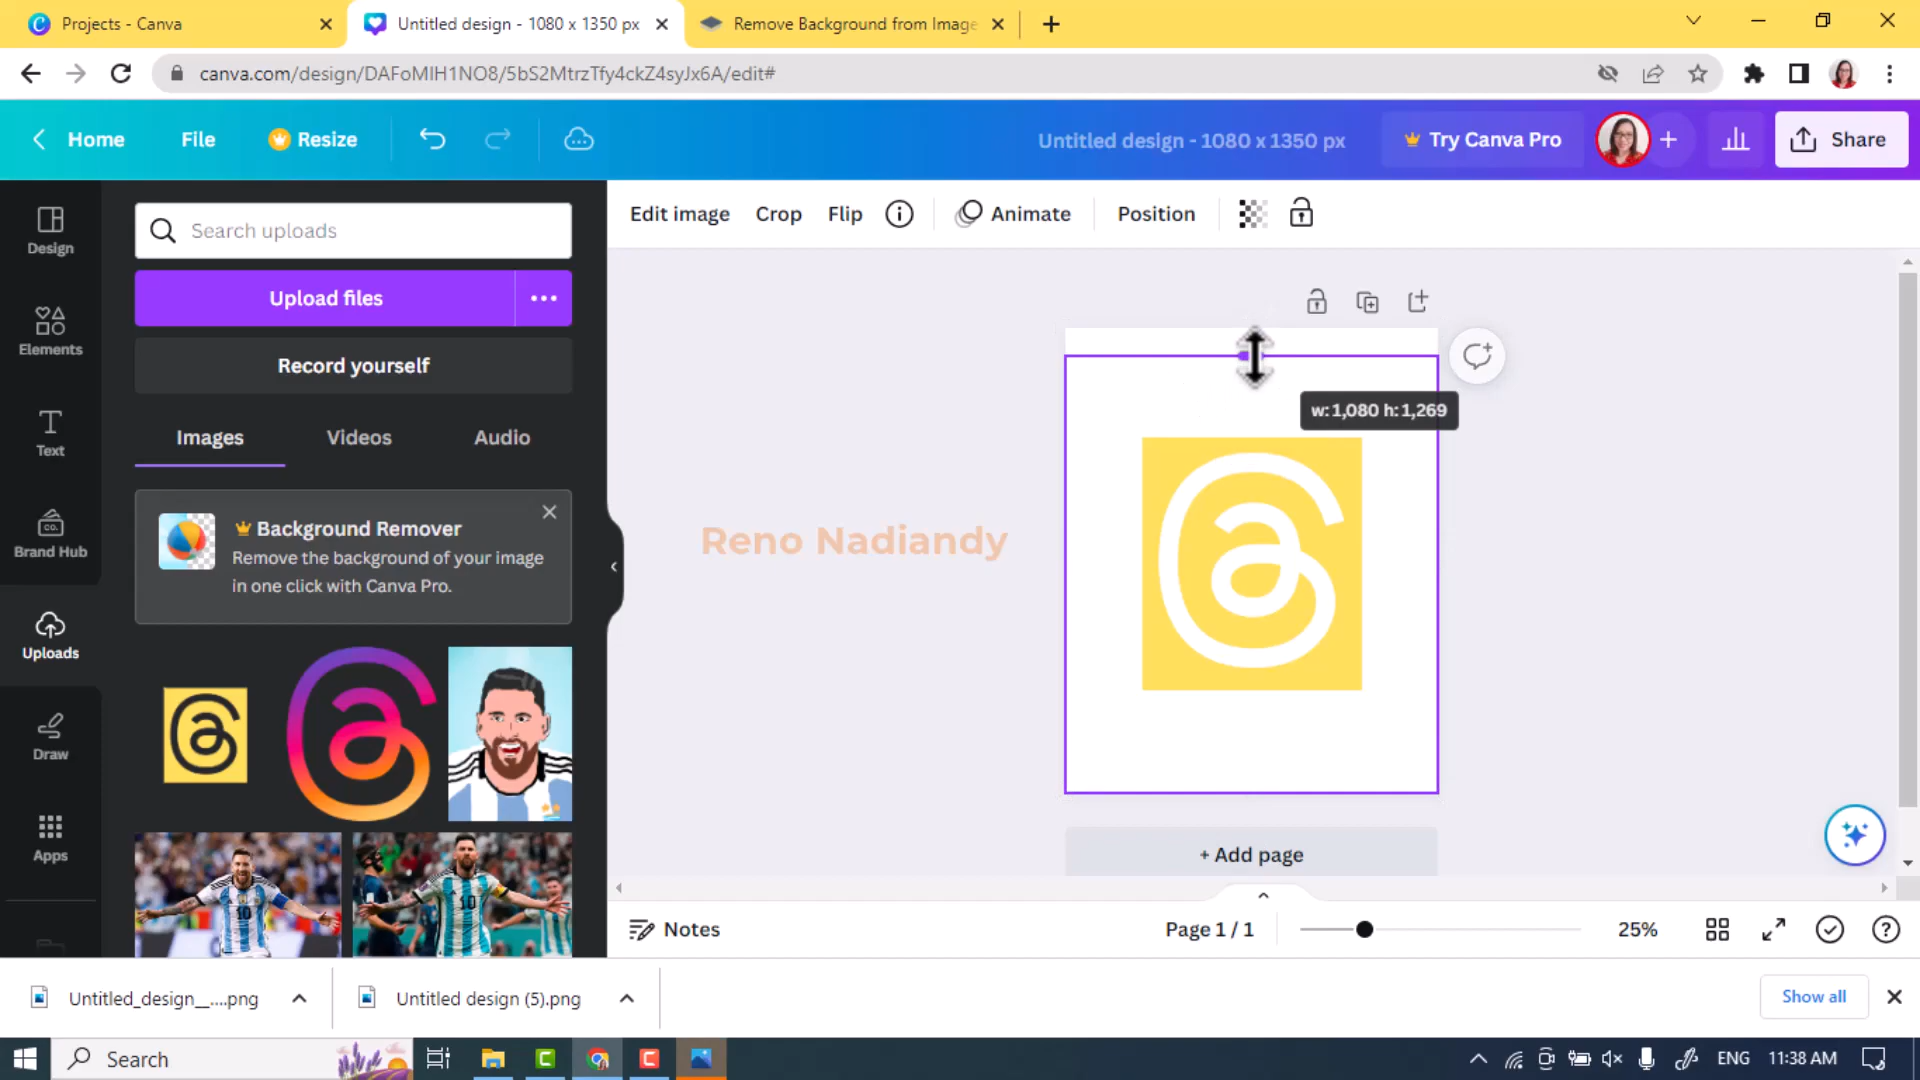 Projects - Canva
Untitled design - 1080 x 1350 px
Remove Background from Image
canva.com/design/DAFoMIH1NO8/5bS2MtrzTfy4ckZ4syJx6A/edit#
Home
File
Resize
Untitled design - 1080 x 1350 px
Try Canva Pro
Share
Design
Elements
Text
CO.
Brand Hub
Uploads
Draw
Apps
Search uploads
Upload files
Record yourself
Images
Videos
Audio
Background Remover
Remove the background of your image
in one click with Canva Pro.
10
10
Edit image
Crop
Flip
Animate
Position
w: 1,080 h: 1,269
Reno Nadiandy
+ Add page
Notes
Page 1 / 1
25%
Untitled_design__....png
Untitled design (5).png
Show all
Search
ENG
11:38 AM